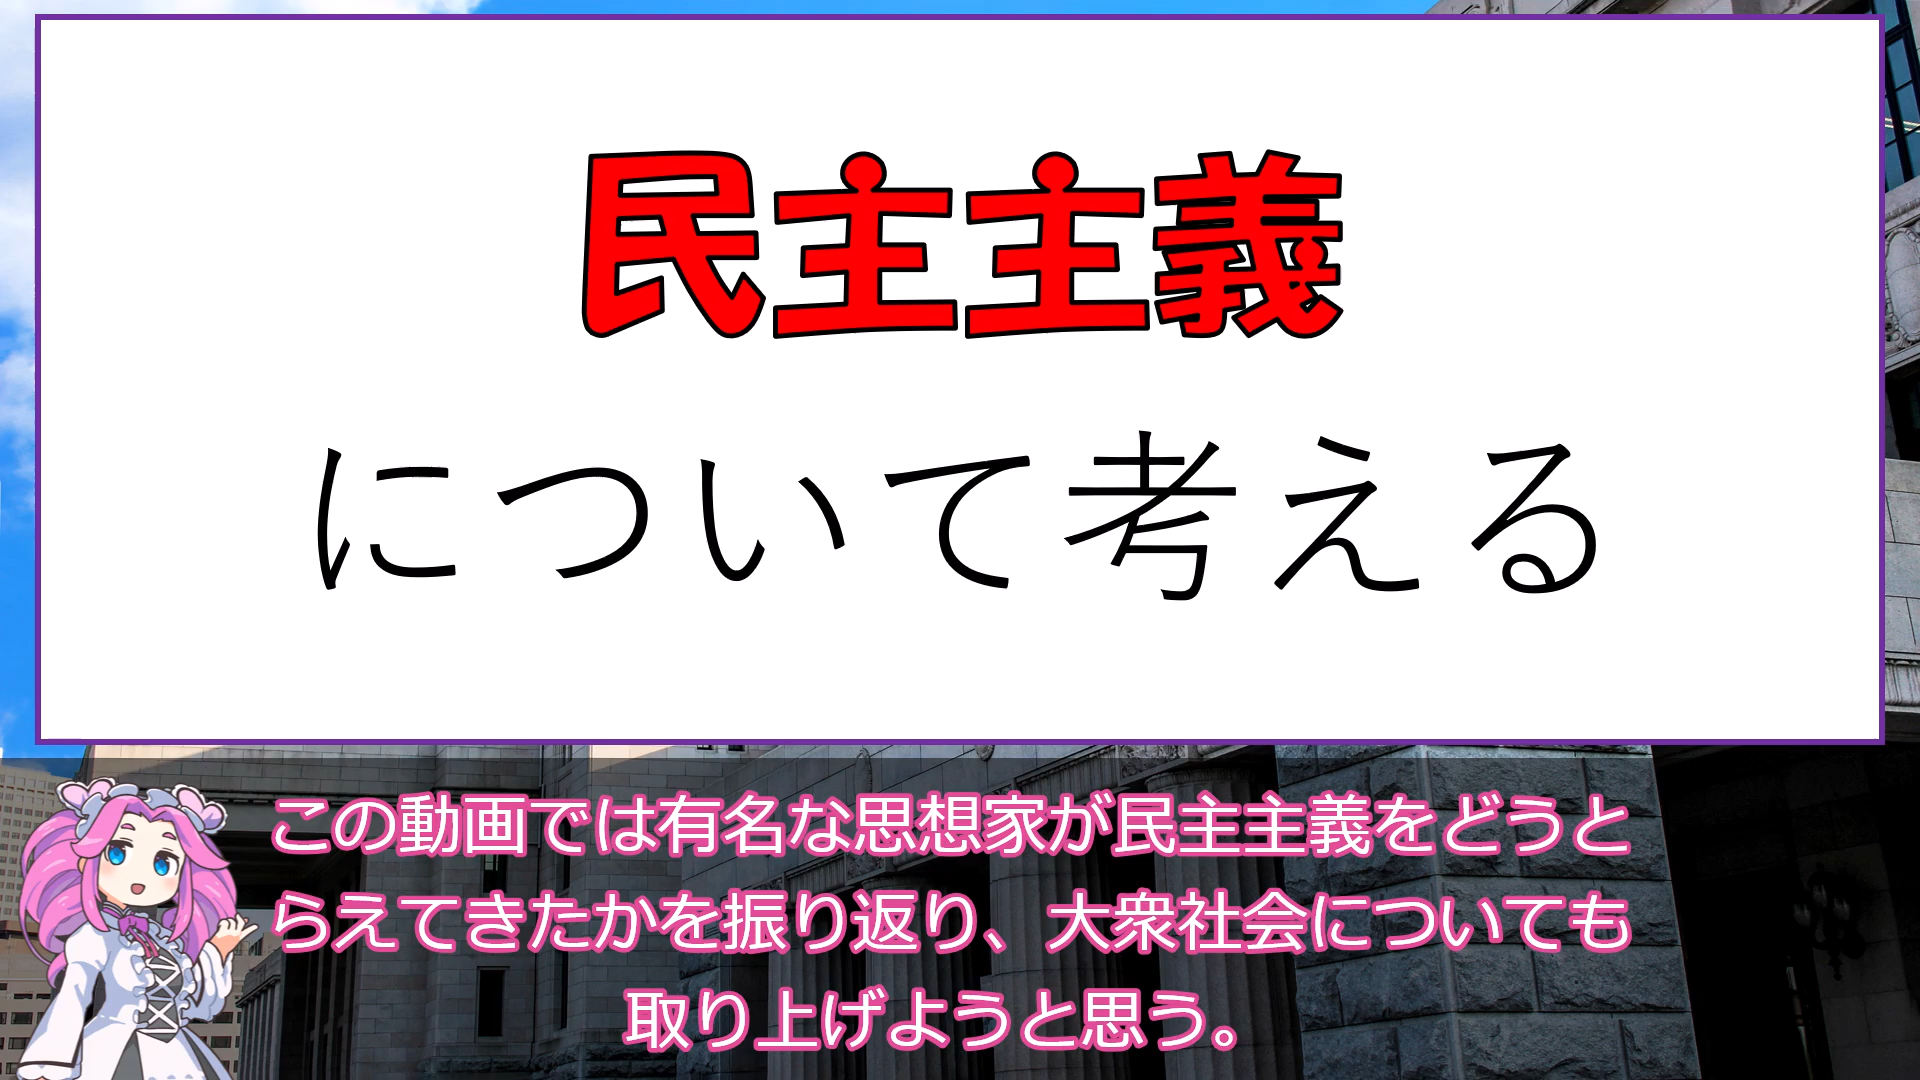 民主主義
について考える
この動画では有名な思想家が民主主義をどうと
らえてきたかを振り返り、大衆社会についても
取り上げようと思う。